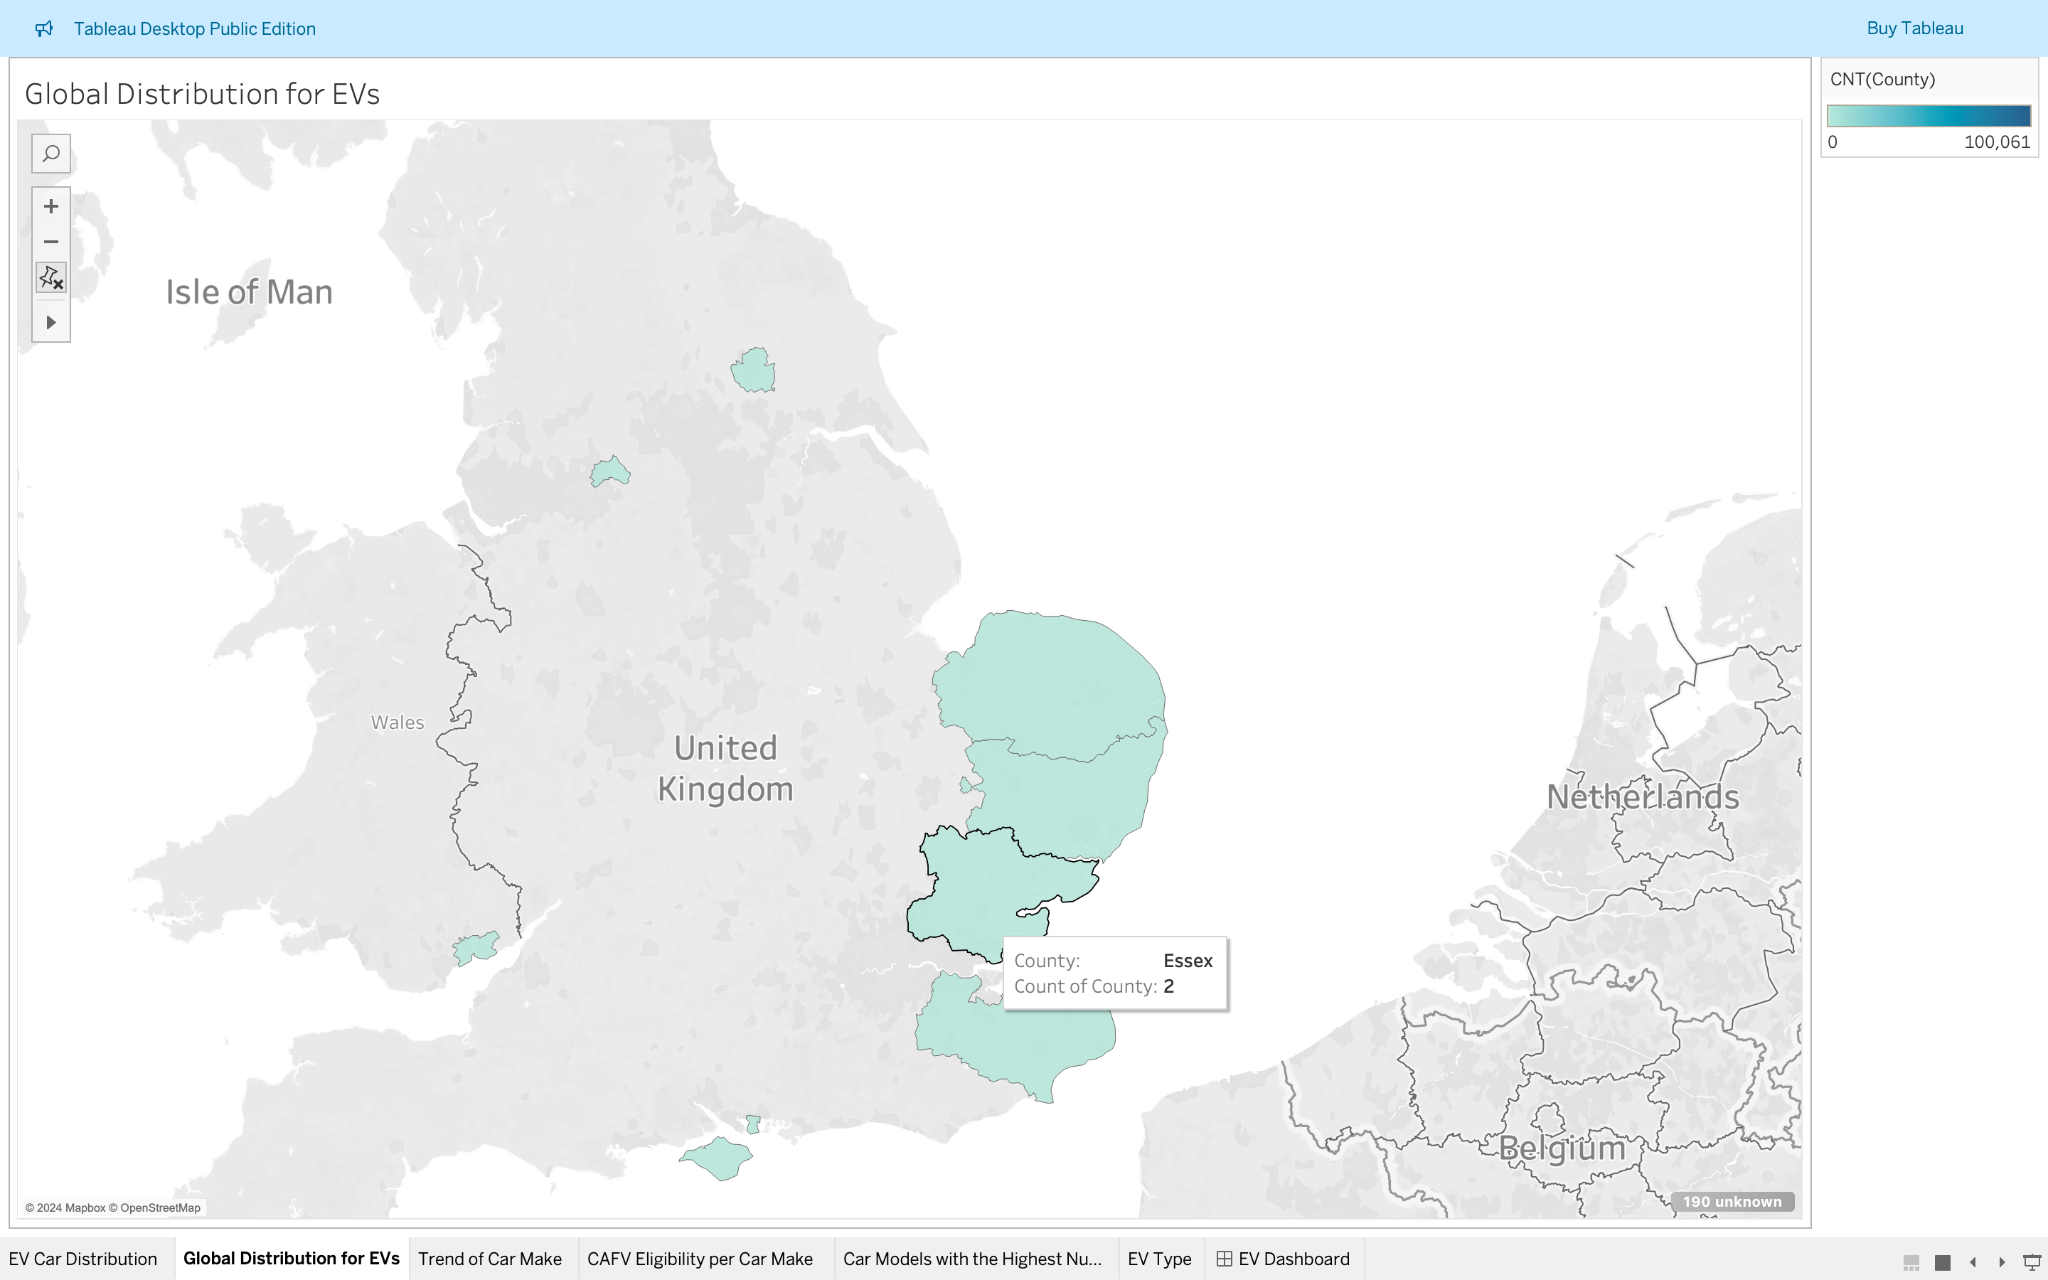 Tableau Desktop Public Edition
Buy Tableau
Global Distribution for EVs
CNT(County)
0 100,061
Isle of Man
Wales
United
Kingdom
Netherlands
County: Essex
Count of County: 2
Belgium
© 2024 Mapbox © OpenStreetMap
190 unknown
EV Car Distribution
Global Distribution for EVs
Trend of Car Make
CAFV Eligibility per Car Make
Car Models with the Highest Nu...
EV Type
EV Dashboard